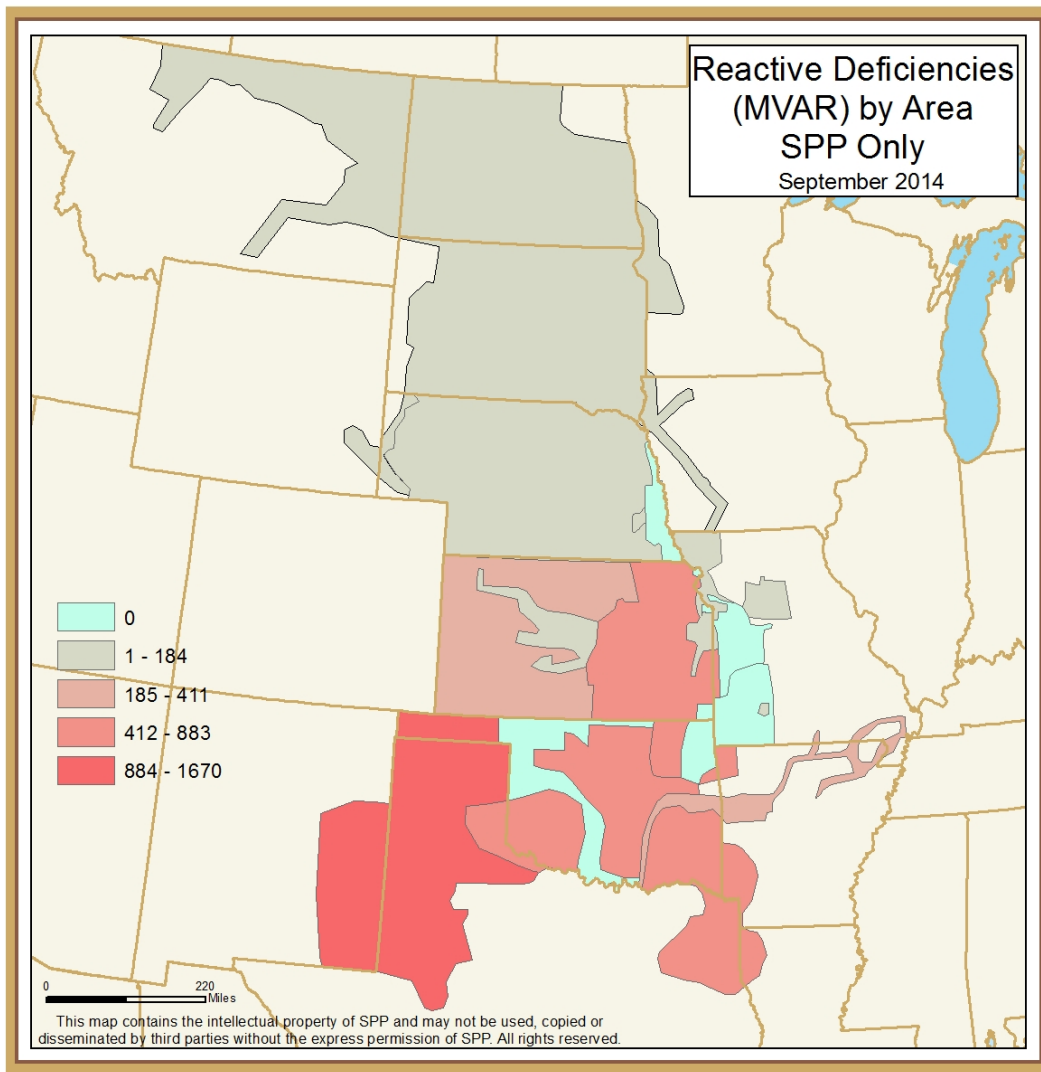 Reactive Deficiencies
(MVAR) by Area
SPP Only
September 2014
0
1 - 184
185 - 411
412 - 883
884 - 1670
0 220
Miles
This map contains the intellectual property of SPP and may not be used, copied or
disseminated by third parties without the express permission of SPP. All rights reserved.